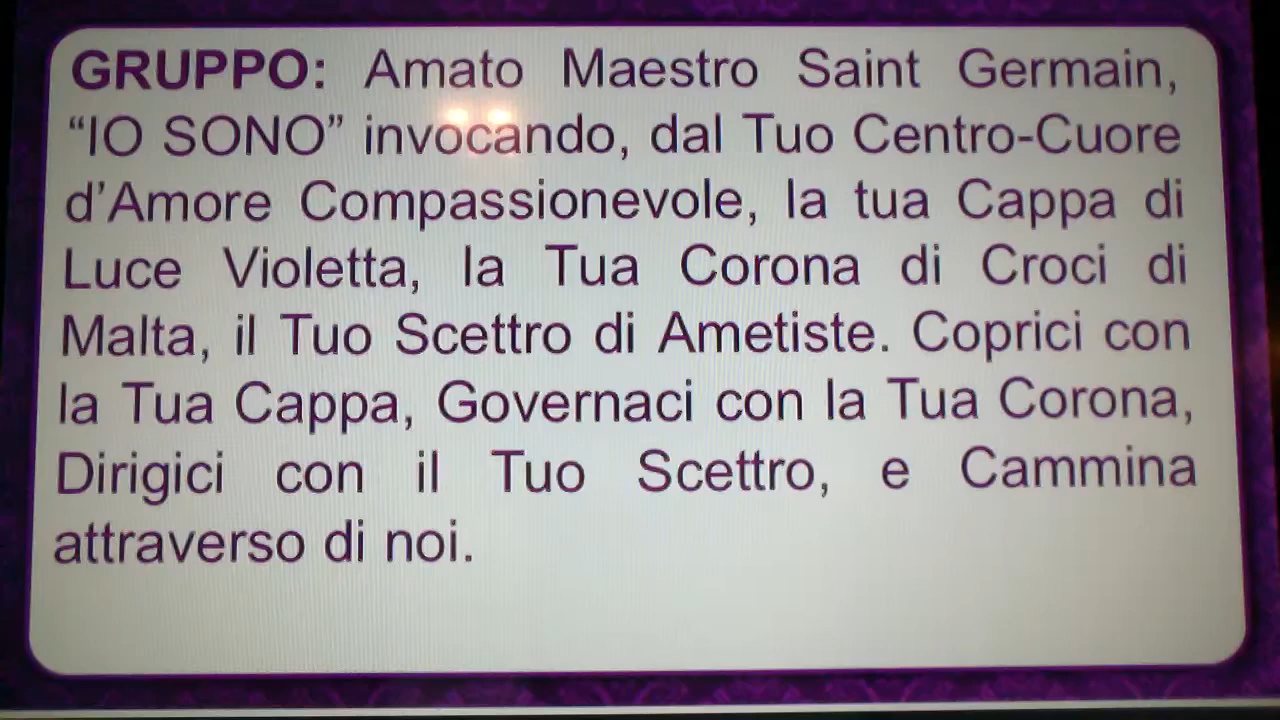 GRUPPO: Amato Maestro Saint Germain,
“IO SONO” invocando, dal Tuo Centro-Cuore
d’Amore Compassionevole, la tua Cappa di
Luce Violetta, la Tua Corona di Croci di
Malta, il Tuo Scettro di Ametiste. Coprici con
la Tua Cappa, Governaci con la Tua Corona,
Dirigici con il Tuo Scettro, e Cammina
attraverso di noi.